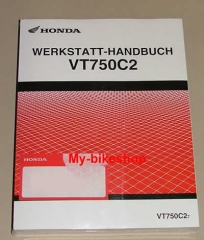 HONDA
WERKSTATT-HANDBUCH
VT750C2
HONDA
My-bikeshop
VT750C2